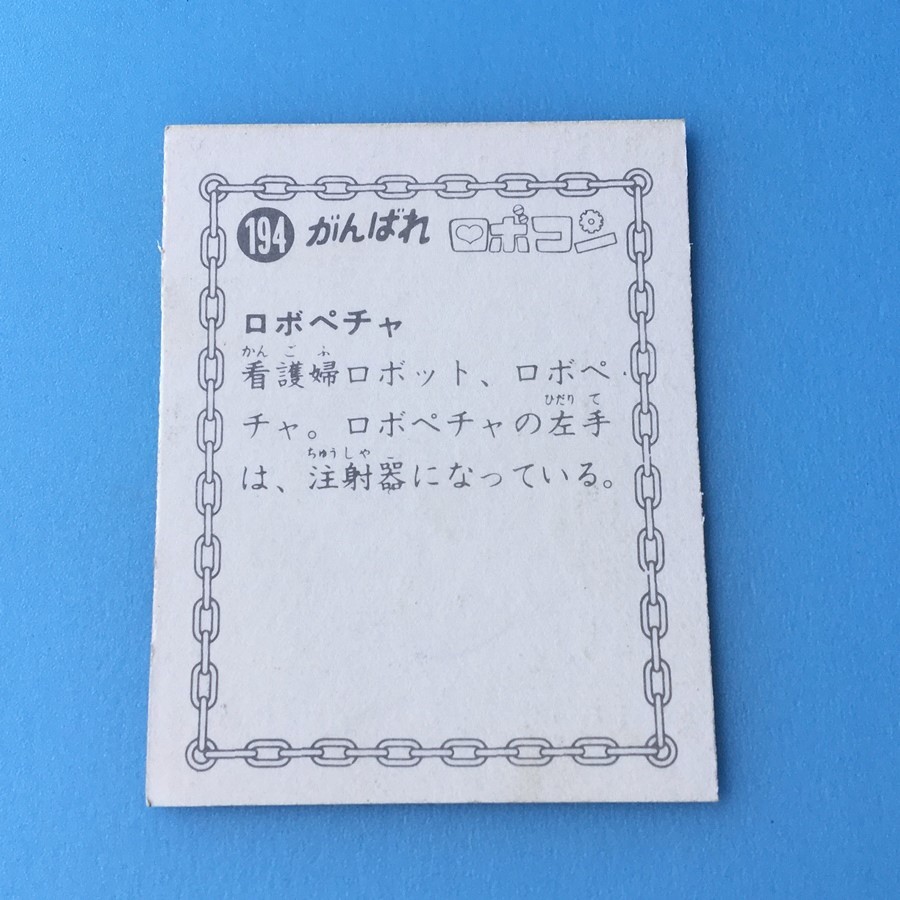 194 がんばれ ロボコン
ロボペチャ
かんごふ
看護婦ロボット、ロボペ
ひだり て
チャ。ロボペチャの左手
ちゅうしゃ き
は、注射器になっている。